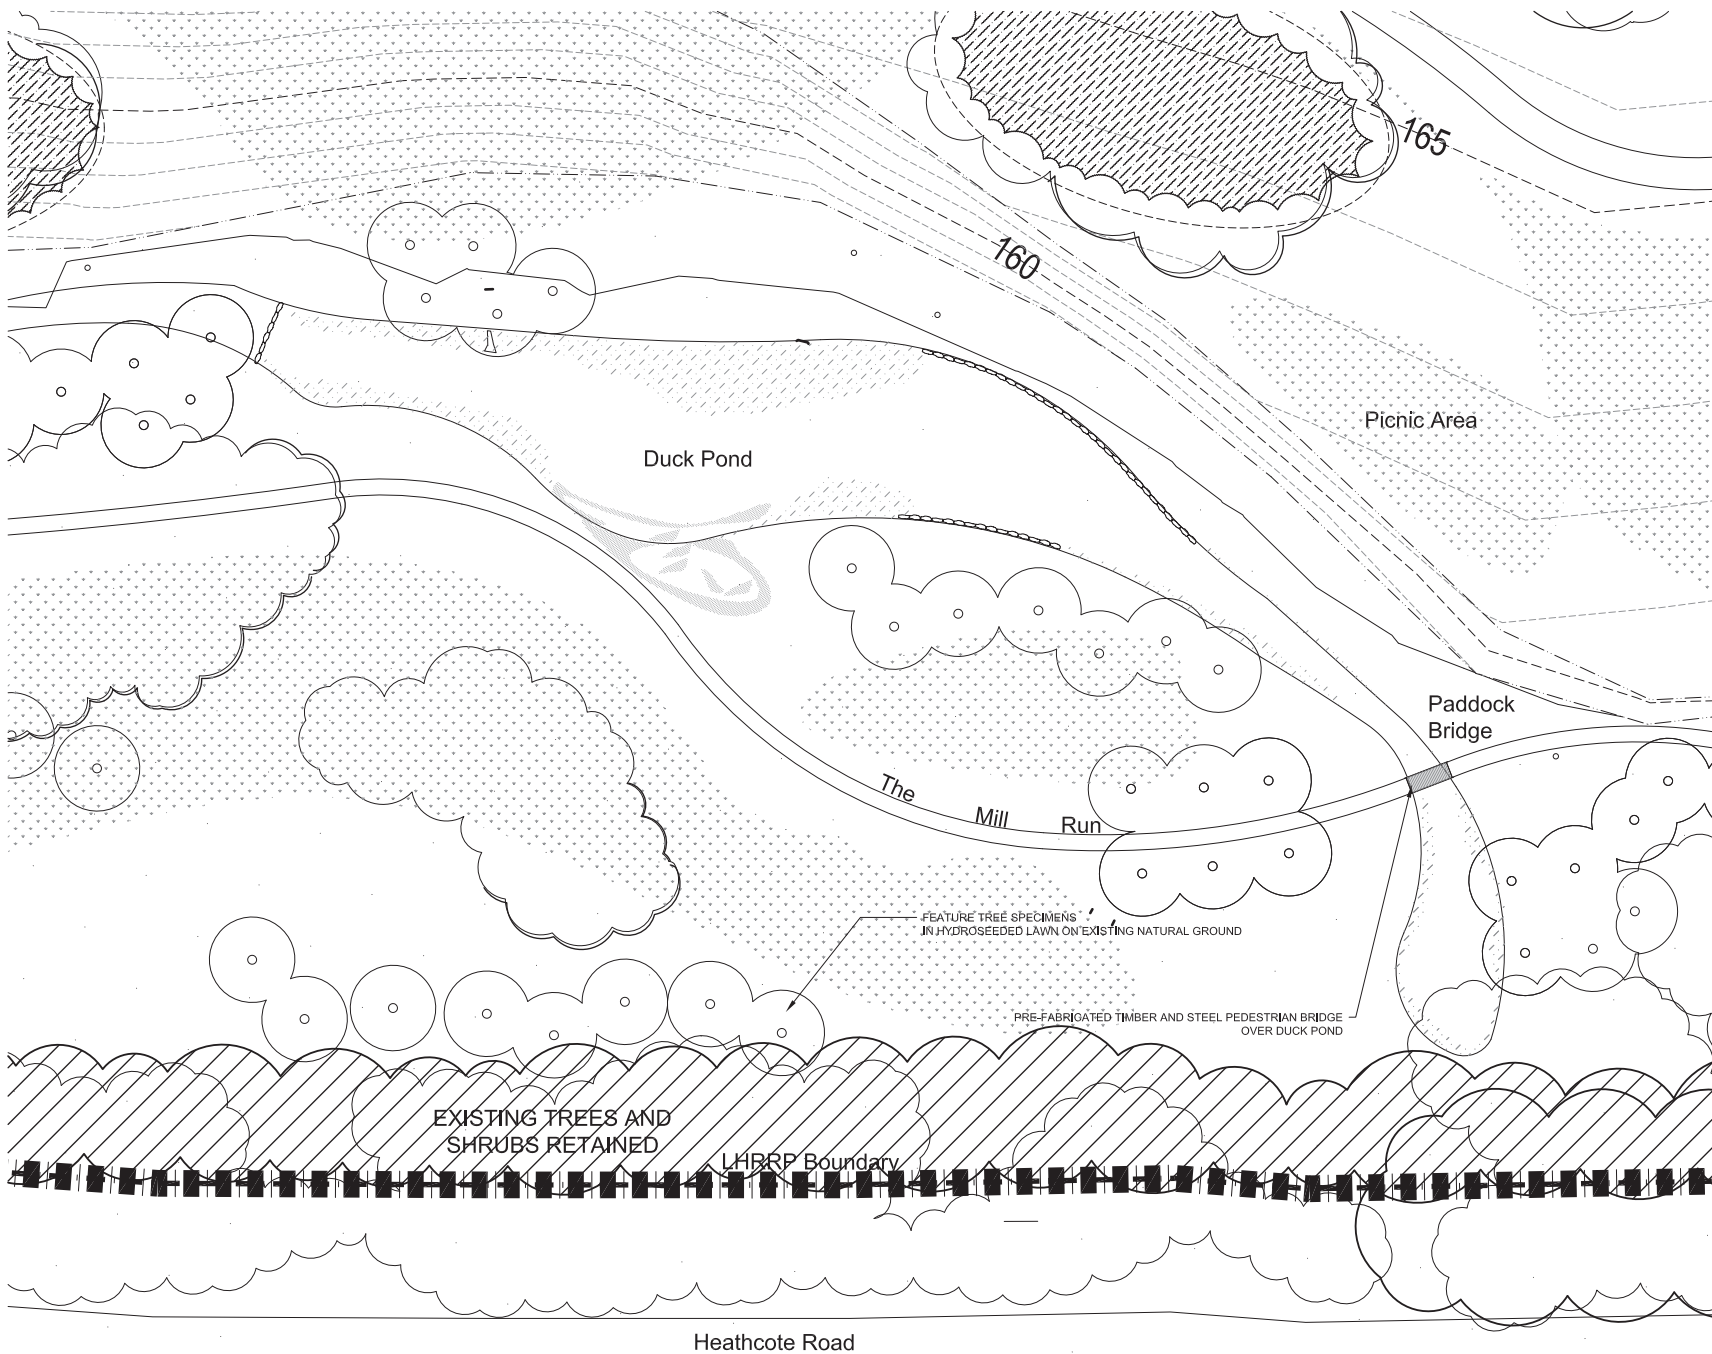 165
160
Picnic Area
Duck Pond
Paddock
Bridge
The Mill Run
FEATURE TREE SPECIMENS
IN HYDROSEEDED LAWN ON EXISTING NATURAL GROUND
PRE-FABRICATED TIMBER AND STEEL PEDESTRIAN BRIDGE
OVER DUCK POND
EXISTING TREES AND
SHRUBS RETAINED
LHRRP Boundary
Heathcote Road